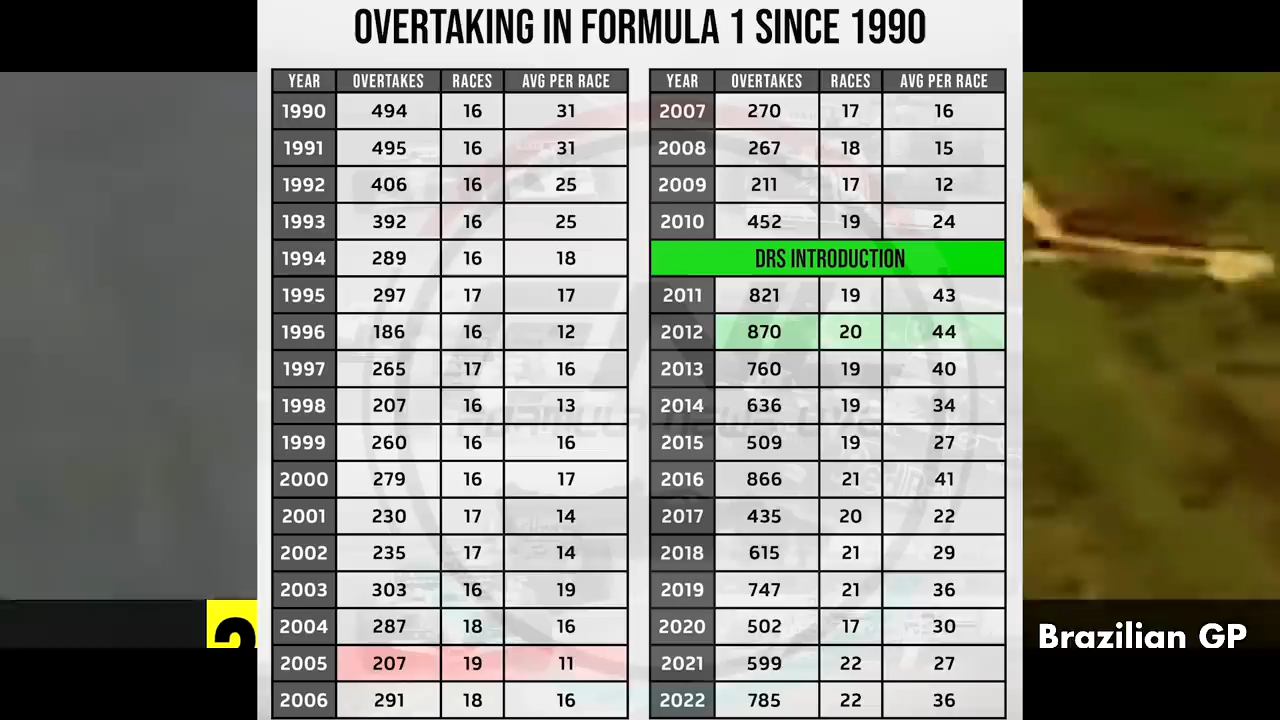 OVERTAKING IN FORMULA 1 SINCE 1990
YEAR OVERTAKES RACES AVG PER RACE
1990 494 16 31
1991 495 16 31
1992 406 16 25
1993 392 16 25
1994 289 16 18
1995 297 17 17
1996 186 16 12
1997 265 17 16
1998 207 16 13
1999 260 16 16
2000 279 16 17
2001 230 17 14
2002 235 17 14
2003 303 16 19
2004 287 18 16
2005 207 19 11
2006 291 18 16
YEAR OVERTAKES RACES AVG PER RACE
2007 270 17 16
2008 267 18 15
2009 211 17 12
2010 452 19 24
DRS INTRODUCTION
2011 821 19 43
2012 870 20 44
2013 760 19 40
2014 636 19 34
2015 509 19 27
2016 866 21 41
2017 435 20 22
2018 615 21 29
2019 747 21 36
2020 502 17 30
2021 599 22 27
2022 785 22 36
Brazilian GP